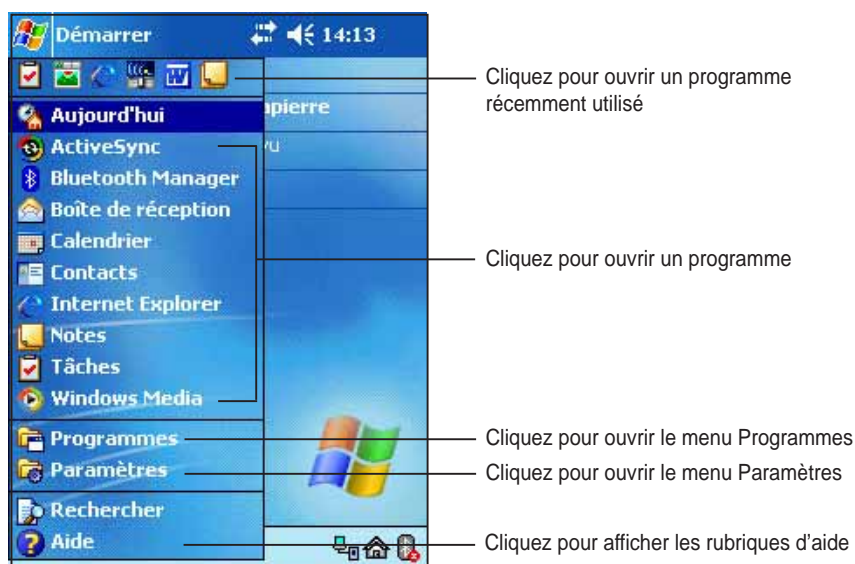 Démarrer 14:13
Cliquez pour ouvrir un programme
récemment utilisé
Aujourd'hui
ActiveSync
Bluetooth Manager
Boîte de réception
Calendrier
Cliquez pour ouvrir un programme
Contacts
Internet Explorer
Notes
Tâches
Windows Media
Programmes
Cliquez pour ouvrir le menu Programmes
Paramètres
Cliquez pour ouvrir le menu Paramètres
Rechercher
Aide
Cliquez pour afficher les rubriques d'aide